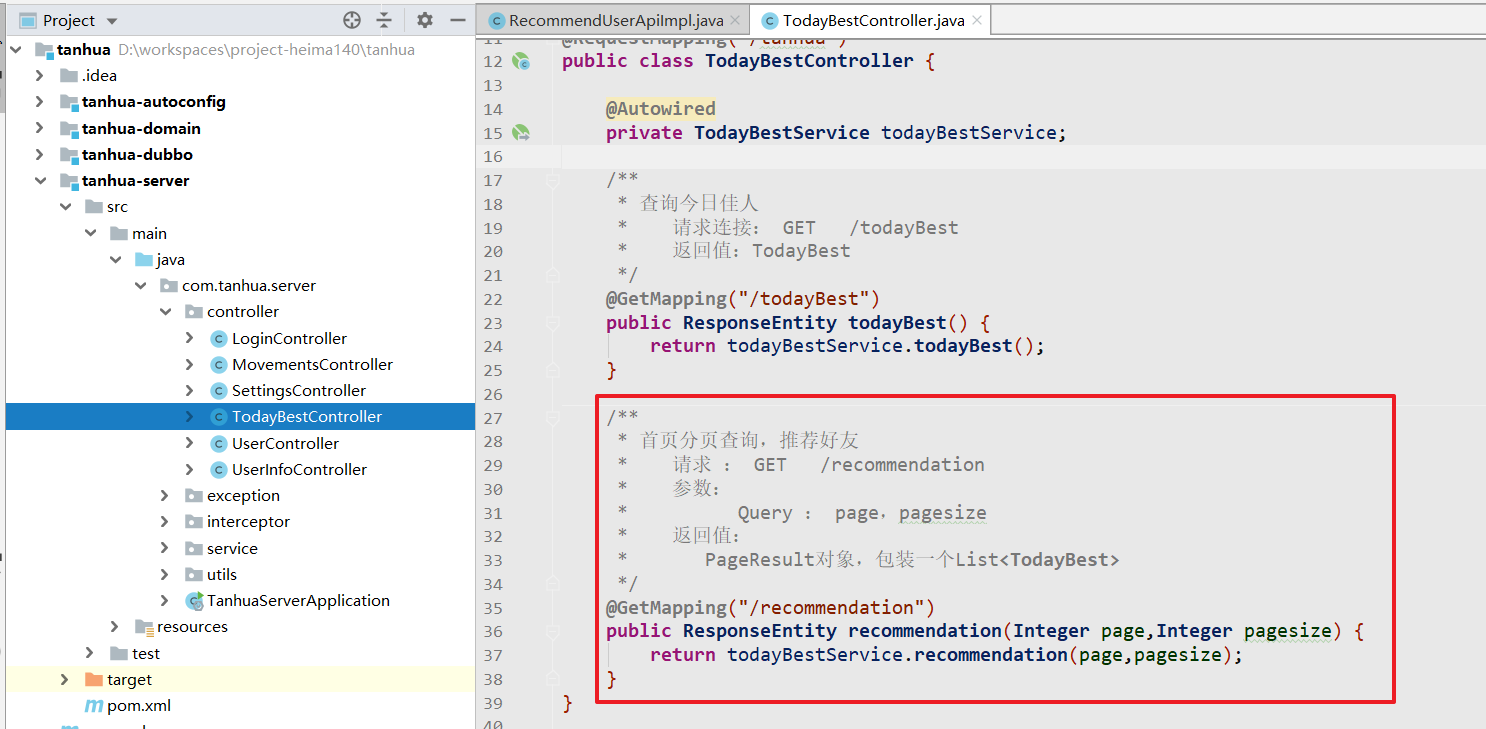 Project
tanhua D:\workspaces\project-heima140\tanhua
.idea
tanhua-autoconfig
tanhua-domain
tanhua-dubbo
tanhua-server
src
main
java
com.tanhua.server
controller
LoginController
MovementsController
SettingsController
TodayBestController
UserController
UserInfoController
exception
interceptor
service
utils
TanhuaServerApplication
resources
test
target
pom.xml
RecommendUserApiImpl.java
TodayBestController.java
11 @RequestMapping("/tanhua")
12 public class TodayBestController {
13
14 @Autowired
15 private TodayBestService todayBestService;
16
17 /**
18 * 查询今日佳人
19 * 请求连接: GET /todayBest
20 * 返回值: TodayBest
21 */
22 @GetMapping("/todayBest")
23 public ResponseEntity todayBest() {
24 return todayBestService.todayBest();
25 }
26
27 /**
28 * 首页分页查询, 推荐好友
29 * 请求 : GET /recommendation
30 * 参数:
31 * Query : page, pagesize
32 * 返回值:
33 * PageResult对象, 包装一个List<TodayBest>
34 */
35 @GetMapping("/recommendation")
36 public ResponseEntity recommendation(Integer page,Integer pagesize) {
37 return todayBestService.recommendation(page,pagesize);
38 }
39 }
40